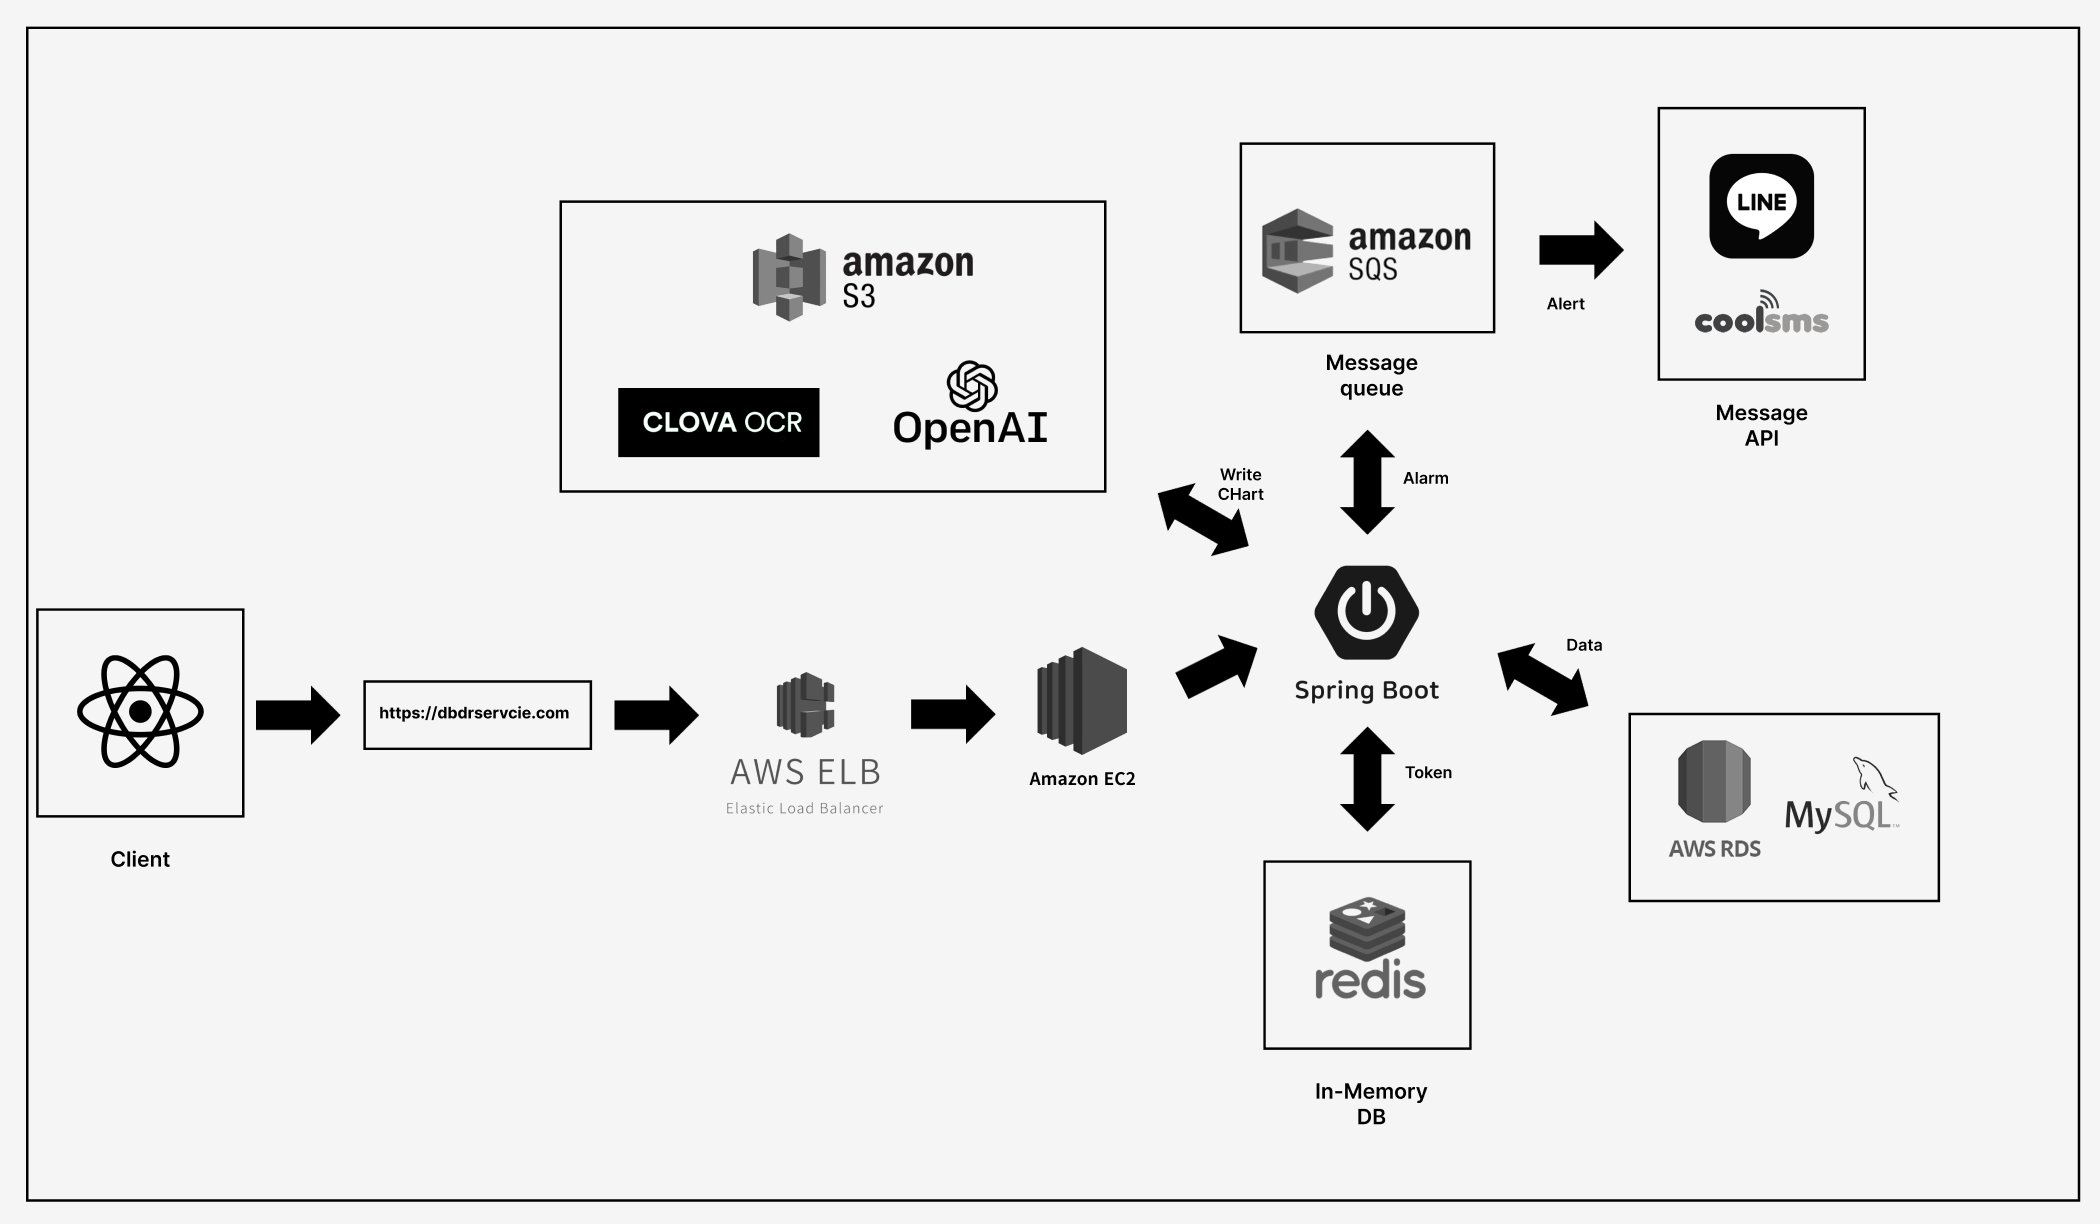 amazon
S3
CLOVA OCR
OpenAI
amazon
SQS
Message
queue
Alert
LINE
coolsms
Message
API
Write
CHart
Alarm
Client
https://dbdrservcie.com
AWS ELB
Elastic Load Balancer
Amazon EC2
Spring Boot
Data
AWS RDS
MySQL™
Token
redis
In-Memory
DB